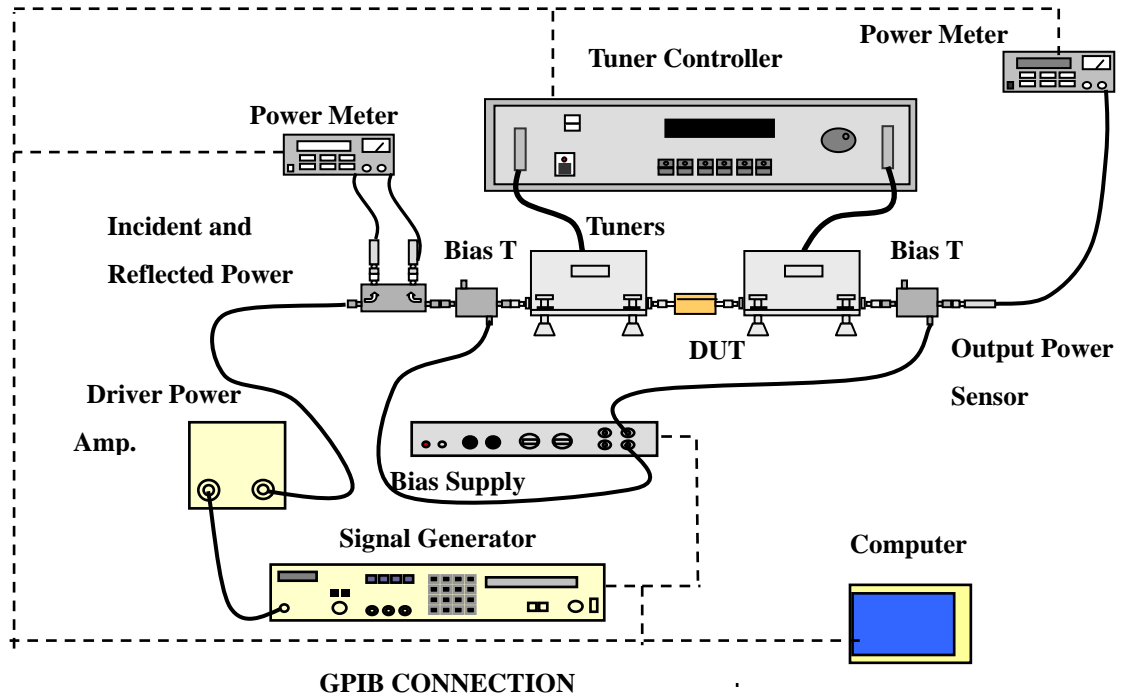 Power Meter
Tuner Controller
Power Meter
Incident and
Reflected Power
Bias T
Tuners
Bias T
DUT
Output Power
Sensor
Driver Power
Amp.
Bias Supply
Signal Generator
Computer
GPIB CONNECTION